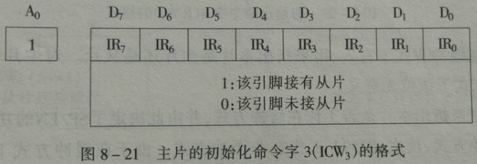 A₀ D₇ D₆ D₅ D₄ D₃ D₂ D₁ D₀
1 IR₇ IR₆ IR₅ IR₄ IR₃ IR₂ IR₁ IR₀
1:该引脚接有从片
0:该引脚未接从片
图 8-21 主片的初始化命令字 3(ICW₃)的格式